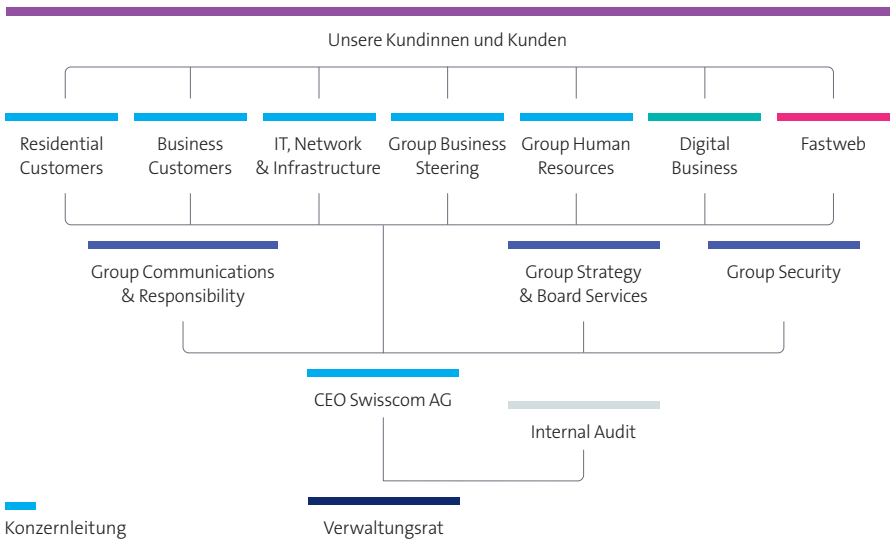 Unsere Kundinnen und Kunden
Residential
Customers
Business
Customers
IT, Network
& Infrastructure
Group Business
Steering
Group Human
Resources
Digital
Business
Fastweb
Group Communications
& Responsibility
Group Strategy
& Board Services
Group Security
CEO Swisscom AG
Internal Audit
Konzernleitung
Verwaltungsrat